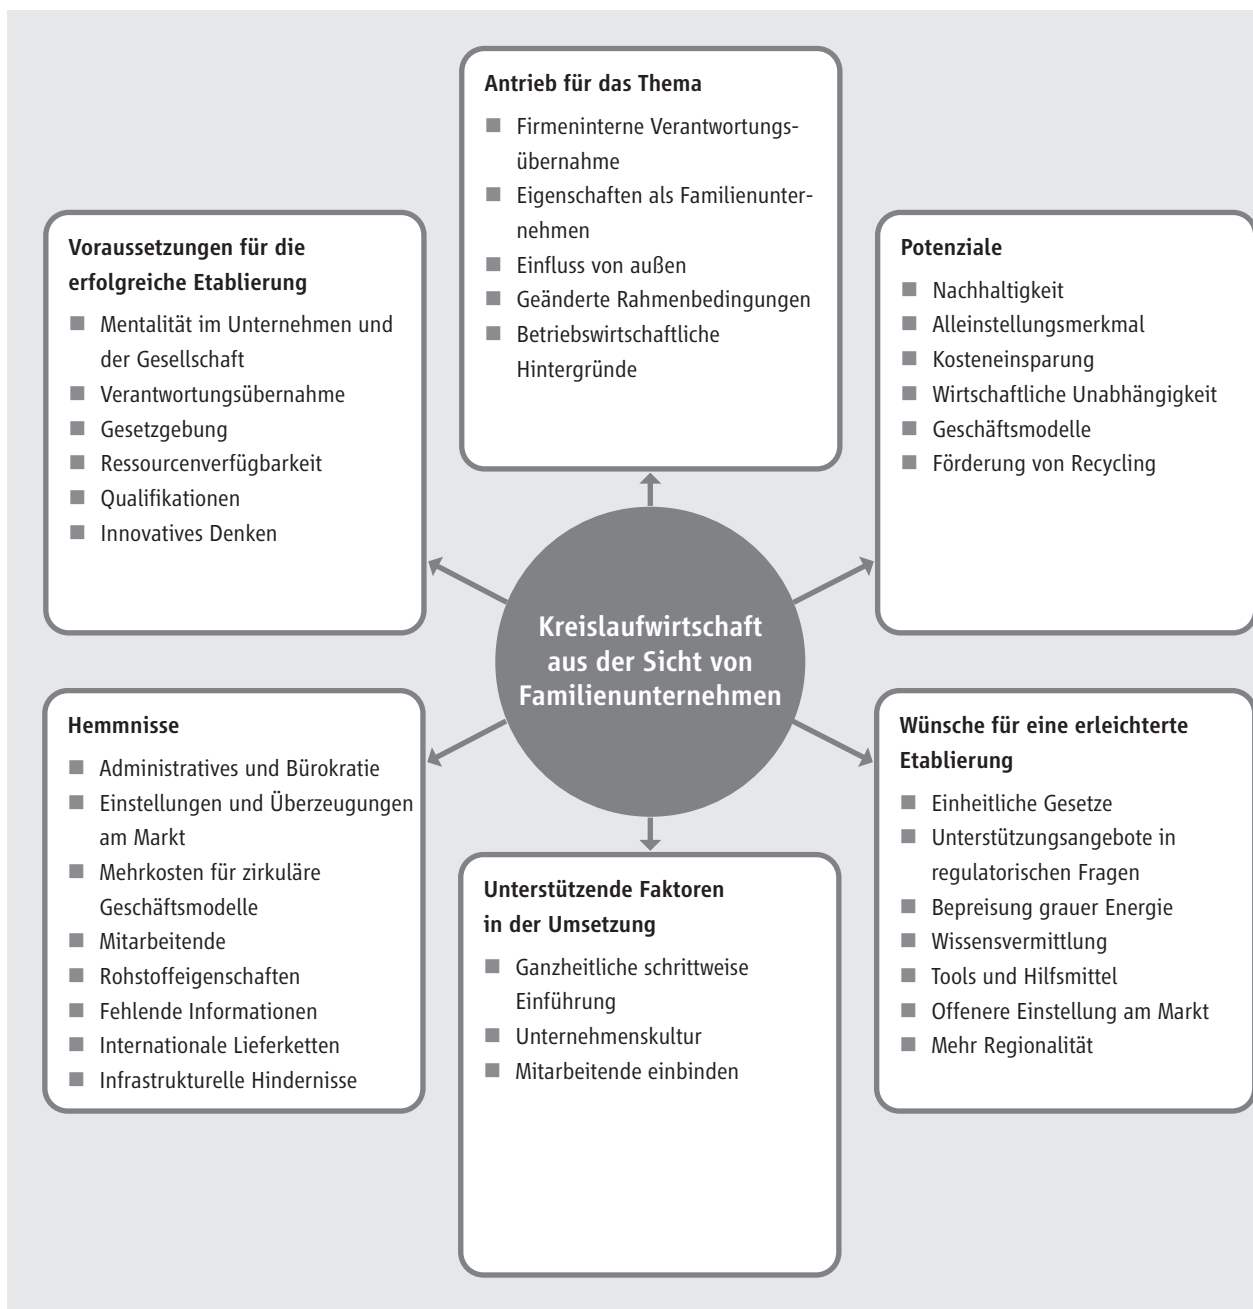 Antrieb für das Thema
Firmeninterne Verantwortungs-
übernahme
Eigenschaften als Familienunter-
nehmen
Einfluss von außen
Geänderte Rahmenbedingungen
Betriebswirtschaftliche
Hintergründe
Voraussetzungen für die
erfolgreiche Etablierung
Mentalität im Unternehmen und
der Gesellschaft
Verantwortungsübernahme
Gesetzgebung
Ressourcenverfügbarkeit
Qualifikationen
Innovatives Denken
Potenziale
Nachhaltigkeit
Alleinstellungsmerkmal
Kosteneinsparung
Wirtschaftliche Unabhängigkeit
Geschäftsmodelle
Förderung von Recycling
Kreislaufwirtschaft
aus der Sicht von
Familienunternehmen
Hemmnisse
Administratives und Bürokratie
Einstellungen und Überzeugungen
am Markt
Mehrkosten für zirkuläre
Geschäftsmodelle
Mitarbeitende
Rohstoffeigenschaften
Fehlende Informationen
Internationale Lieferketten
Infrastrukturelle Hindernisse
Unterstützende Faktoren
in der Umsetzung
Ganzheitliche schrittweise
Einführung
Unternehmenskultur
Mitarbeitende einbinden
Wünsche für eine erleichterte
Etablierung
Einheitliche Gesetze
Unterstützungsangebote in
regulatorischen Fragen
Bepreisung grauer Energie
Wissensvermittlung
Tools und Hilfsmittel
Offenere Einstellung am Markt
Mehr Regionalität